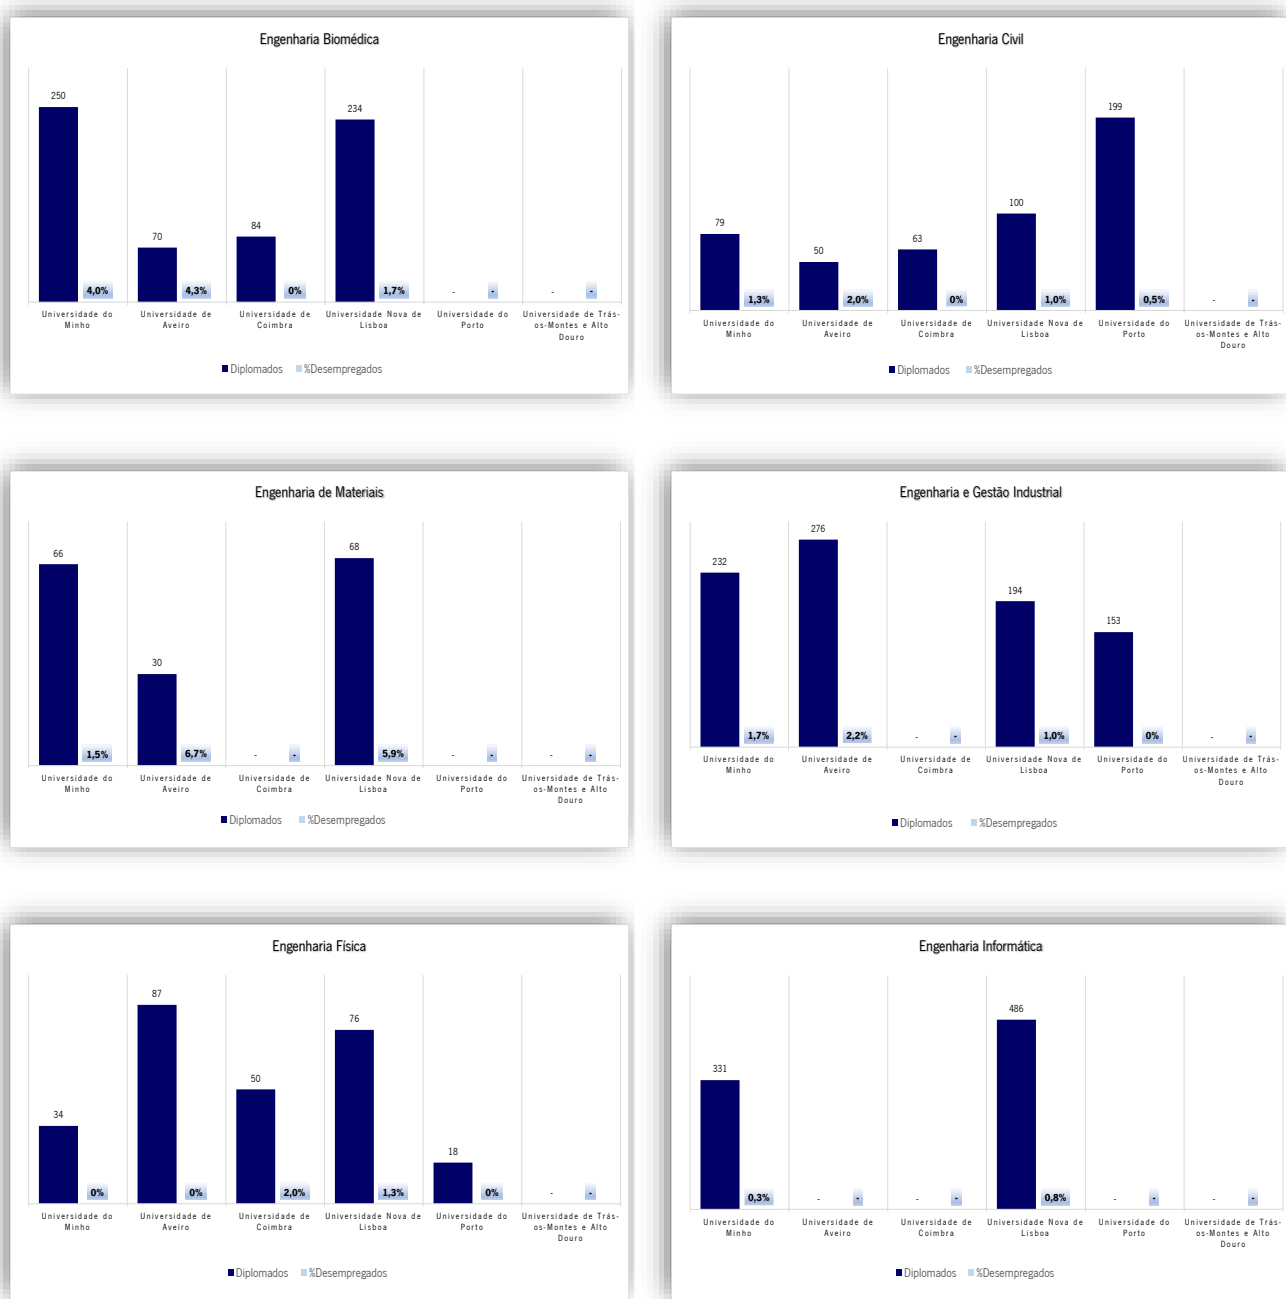 Engenharia Biomédica
250
70
84
234
-
-
4,0%
4,3%
0%
1,7%
-
-
Universidade do Minho
Universidade de Aveiro
Universidade de Coimbra
Universidade Nova de Lisboa
Universidade do Porto
Universidade de Trás-os-Montes e Alto Douro
Diplomados %Desempregados
Engenharia Civil
79
50
63
100
199
-
1,3%
2,0%
0%
1,0%
0,5%
-
Universidade do Minho
Universidade de Aveiro
Universidade de Coimbra
Universidade Nova de Lisboa
Universidade do Porto
Universidade de Trás-os-Montes e Alto Douro
Diplomados %Desempregados
Engenharia de Materiais
66
30
-
68
-
-
1,5%
6,7%
-
5,9%
-
-
Universidade do Minho
Universidade de Aveiro
Universidade de Coimbra
Universidade Nova de Lisboa
Universidade do Porto
Universidade de Trás-os-Montes e Alto Douro
Diplomados %Desempregados
Engenharia e Gestão Industrial
232
276
-
194
153
-
1,7%
2,2%
-
1,0%
0%
-
Universidade do Minho
Universidade de Aveiro
Universidade de Coimbra
Universidade Nova de Lisboa
Universidade do Porto
Universidade de Trás-os-Montes e Alto Douro
Diplomados %Desempregados
Engenharia Física
34
87
50
76
18
-
0%
0%
2,0%
1,3%
0%
-
Universidade do Minho
Universidade de Aveiro
Universidade de Coimbra
Universidade Nova de Lisboa
Universidade do Porto
Universidade de Trás-os-Montes e Alto Douro
Diplomados %Desempregados
Engenharia Informática
331
-
-
486
-
-
0,3%
-
-
0,8%
-
-
Universidade do Minho
Universidade de Aveiro
Universidade de Coimbra
Universidade Nova de Lisboa
Universidade do Porto
Universidade de Trás-os-Montes e Alto Douro
Diplomados %Desempregados